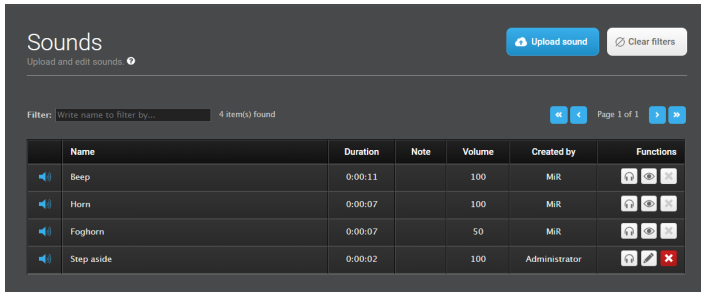 Sounds
Upload and edit sounds.
Upload sound
Clear filters
Filter: Write name to filter by... 4 item(s) found
Page 1 of 1
Name Duration Note Volume Created by Functions
Beep 0:00:11 100 MiR
Horn 0:00:07 100 MiR
Foghorn 0:00:07 50 MiR
Step aside 0:00:02 100 Administrator